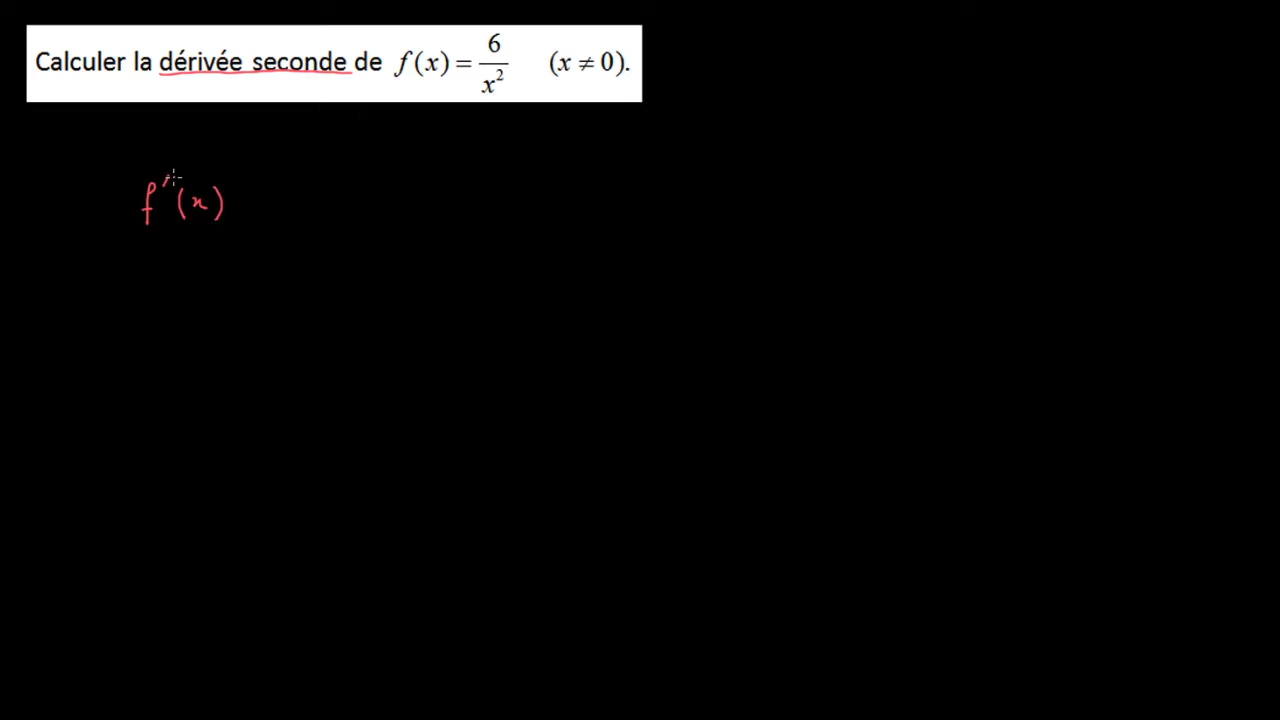 Calculer la dérivée seconde de f(x) = 6/x² (x ≠ 0).
f''(x)